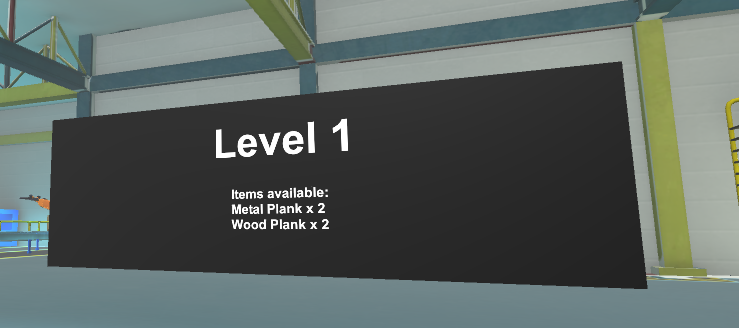 Level 1
Items available:
Metal Plank x 2
Wood Plank x 2